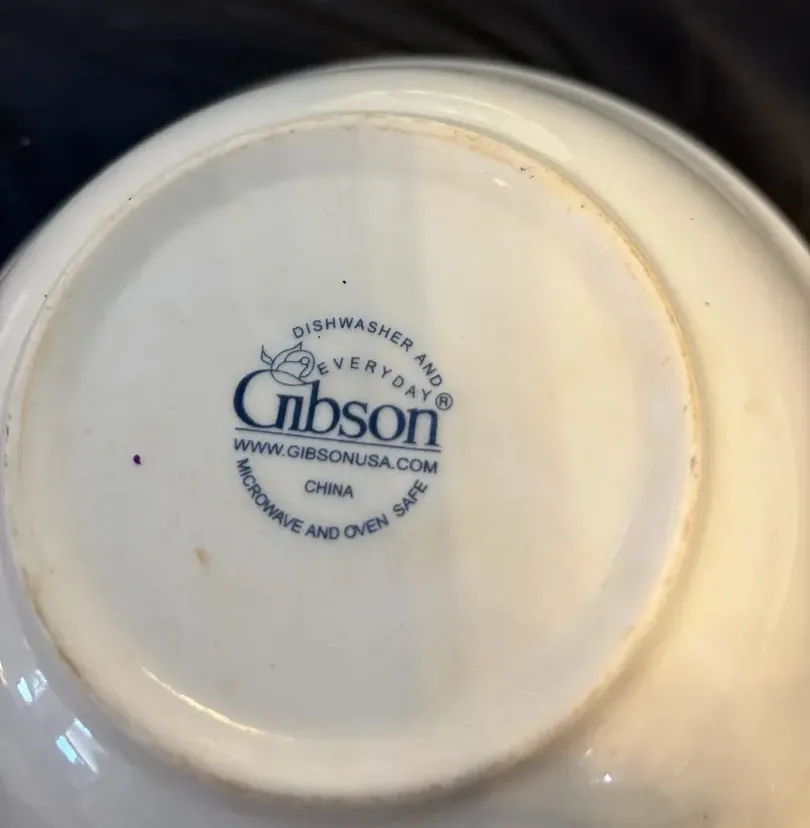 DISHWASHER AND
EVERYDAY®
Gibson
WWW.GIBSONUSA.COM
CHINA
MICROWAVE AND OVEN SAFE